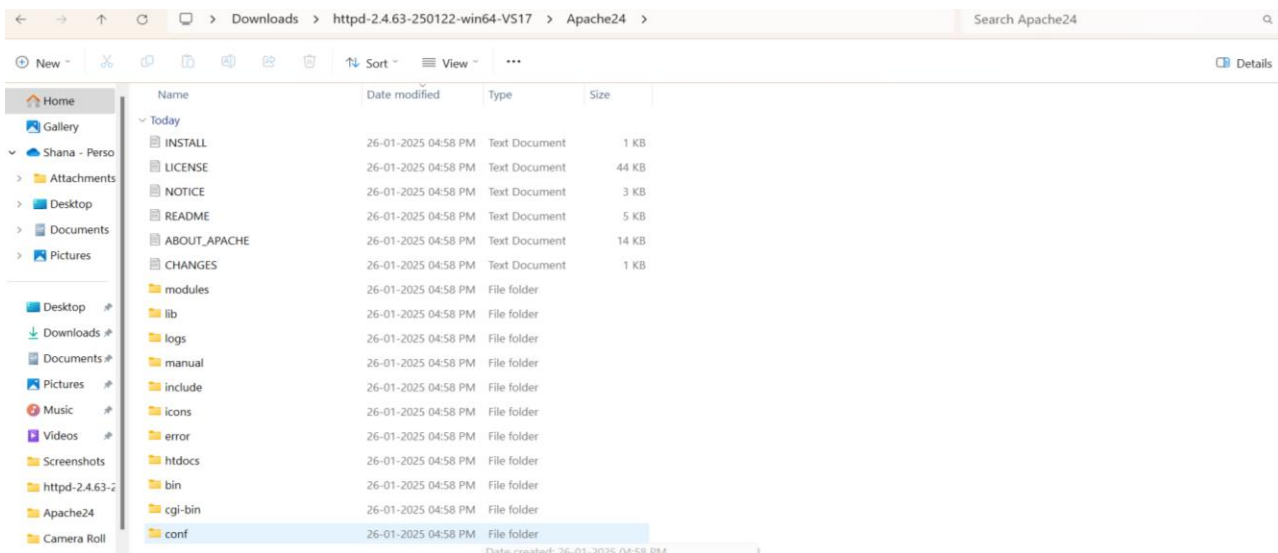 Downloads > httpd-2.4.63-250122-win64-VS17 > Apache24 >
Search Apache24
New
Sort
View
...
Details
Home
Gallery
Shana - Perso
Attachments
Desktop
Documents
Pictures
Desktop
Downloads
Documents
Pictures
Music
Videos
Screenshots
httpd-2.4.63-2
Apache24
Camera Roll
Name Date modified Type Size
Today
INSTALL 26-01-2025 04:58 PM Text Document 1 KB
LICENSE 26-01-2025 04:58 PM Text Document 44 KB
NOTICE 26-01-2025 04:58 PM Text Document 3 KB
README 26-01-2025 04:58 PM Text Document 5 KB
ABOUT_APACHE 26-01-2025 04:58 PM Text Document 14 KB
CHANGES 26-01-2025 04:58 PM Text Document 1 KB
modules 26-01-2025 04:58 PM File folder
lib 26-01-2025 04:58 PM File folder
logs 26-01-2025 04:58 PM File folder
manual 26-01-2025 04:58 PM File folder
include 26-01-2025 04:58 PM File folder
icons 26-01-2025 04:58 PM File folder
error 26-01-2025 04:58 PM File folder
htdocs 26-01-2025 04:58 PM File folder
bin 26-01-2025 04:58 PM File folder
cgi-bin 26-01-2025 04:58 PM File folder
conf 26-01-2025 04:58 PM File folder
Date created: 26-01-2025 04:58 PM